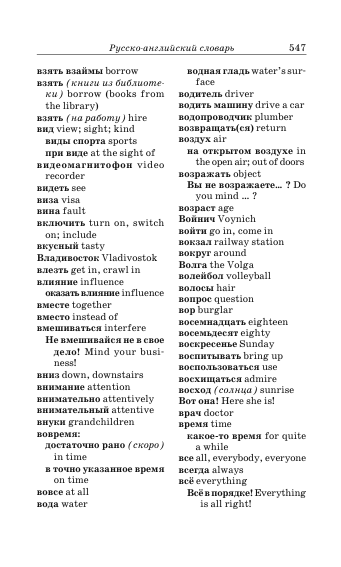 Русско-английский словарь 547
взять взаймы borrow
взять (книги из библиоте-
ки) borrow (books from
the library)
взять (на работу) hire
вид view; sight; kind
виды спорта sports
при виде at the sight of
видеомагнитофон video
recorder
видеть see
виза visa
вина fault
включить turn on, switch
on; include
вкусный tasty
Владивосток Vladivostok
влезть get in, crawl in
влияние influence
оказать влияние influence
вместе together
вместо instead of
вмешиваться interfere
Не вмешивайся не в свое
дело! Mind your busi-
ness!
вниз down, downstairs
внимание attention
внимательно attentively
внимательный attentive
внуки grandchildren
вовремя:
достаточно рано (скоро)
in time
в точно указанное время
on time
вовсе at all
вода water
водная гладь water's sur-
face
водитель driver
водить машину drive a car
водопроводчик plumber
возвращать(ся) return
воздух air
на открытом воздухе in
the open air; out of doors
возражать object
Вы не возражаете... ? Do
you mind ... ?
возраст age
Войнич Voynich
войти go in, come in
вокзал railway station
вокруг around
Волга the Volga
волейбол volleyball
волосы hair
вопрос question
вор burglar
восемнадцать eighteen
восемьдесят eighty
воскресенье Sunday
воспитывать bring up
воспользоваться use
восхищаться admire
восход (солнца) sunrise
Вот она! Here she is!
врач doctor
время time
какое-то время for quite
a while
все all, everybody, everyone
всегда always
всё everything
Всё в порядке! Everything
is all right!